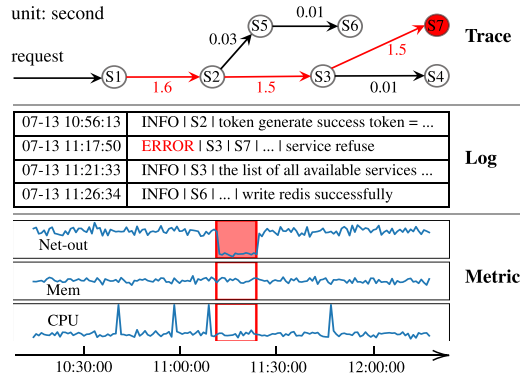 unit: second
0.01
S5
S6
S7
Trace
0.03
request
1.5
S1
S2
S3
S4
1.6
1.5
0.01
07-13 10:56:13 INFO | S2 | token generate success token = ...
07-13 11:17:50 ERROR | S3 | S7 | ... | service refuse
Log
07-13 11:21:33 INFO | S3 | the list of all available services ...
07-13 11:26:34 INFO | S6 | ... | write redis successfully
Net-out
Metric
Mem
CPU
10:30:00 11:00:00 11:30:00 12:00:00